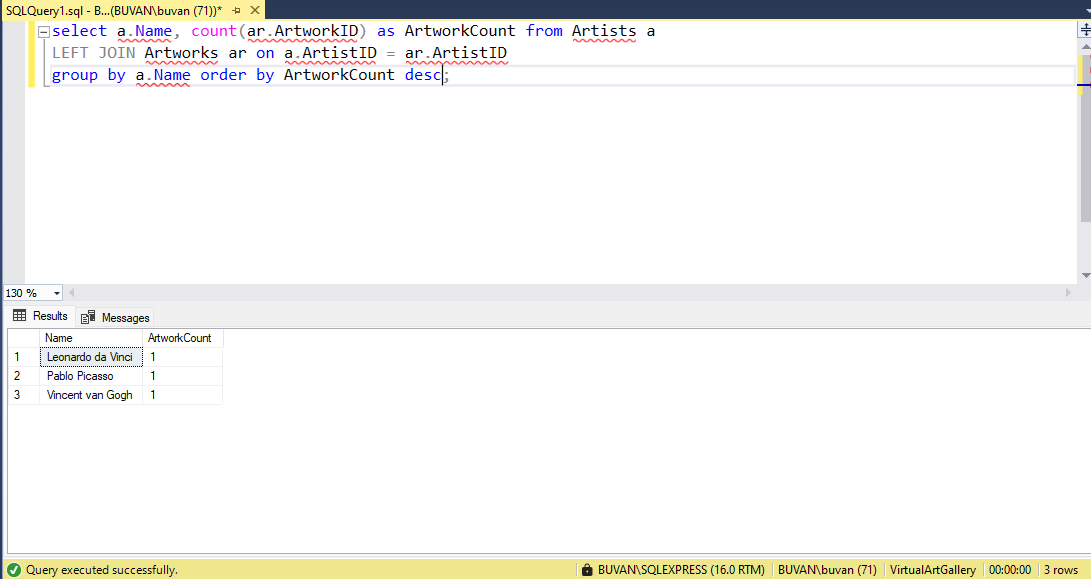 SQLQuery1.sql - B...(BUVAN\buvan (71))*
select a.Name, count(ar.ArtworkID) as ArtworkCount from Artists a
LEFT JOIN Artworks ar on a.ArtistID = ar.ArtistID
group by a.Name order by ArtworkCount desc;
130 %
Results Messages
Name ArtworkCount
1 Leonardo da Vinci 1
2 Pablo Picasso 1
3 Vincent van Gogh 1
Query executed successfully. BUVAN\SQLEXPRESS (16.0 RTM) BUVAN\buvan (71) VirtualArtGallery 00:00:00 3 rows